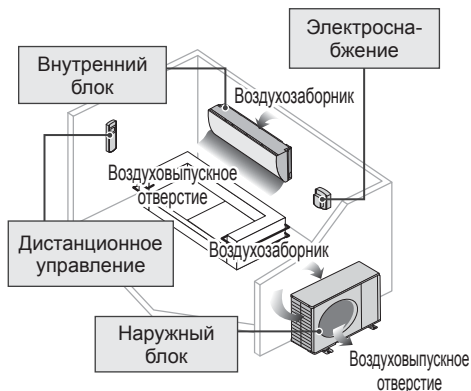 Электросна-
бжение
Внутренний
блок
Воздухозаборник
Воздуховыпускное
отверстие
Дистанционное
управление
Воздухозаборник
Наружный
блок
Воздуховыпускное
отверстие